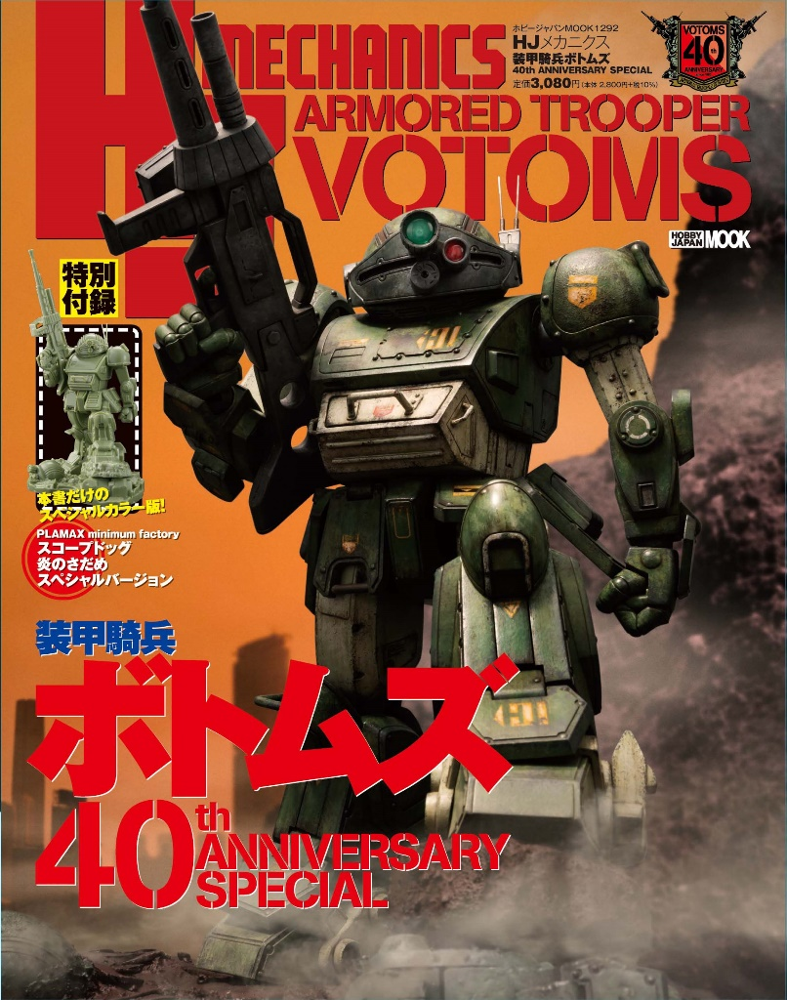 HJ MECHANICS
ホビージャパンMOOK1292
HJメカニクス
装甲騎兵ボトムズ
40th ANNIVERSARY SPECIAL
定価3,080円(本体 2,800円+税10%)
VOTOMS
40th
ANNIVERSARY
ARMORED TROOPER
VOTOMS
HOBBY
JAPAN MOOK
特別
付録
本書だけの
スペシャルカラー版!
PLAMAX minimum factory
スコープドッグ
炎のさだめ
スペシャルバージョン
装甲騎兵
ボトムズ
40th
ANNIVERSARY
SPECIAL